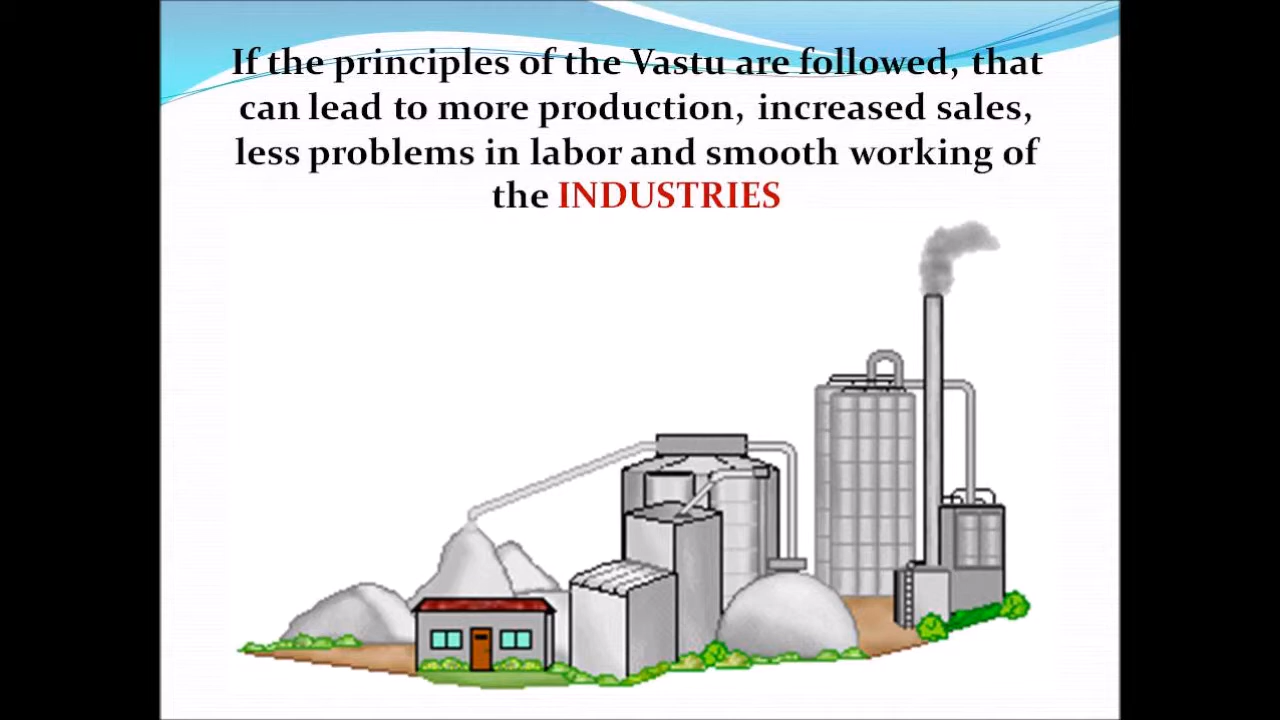 If the principles of the Vastu are followed, that
can lead to more production, increased sales,
less problems in labor and smooth working of
the INDUSTRIES